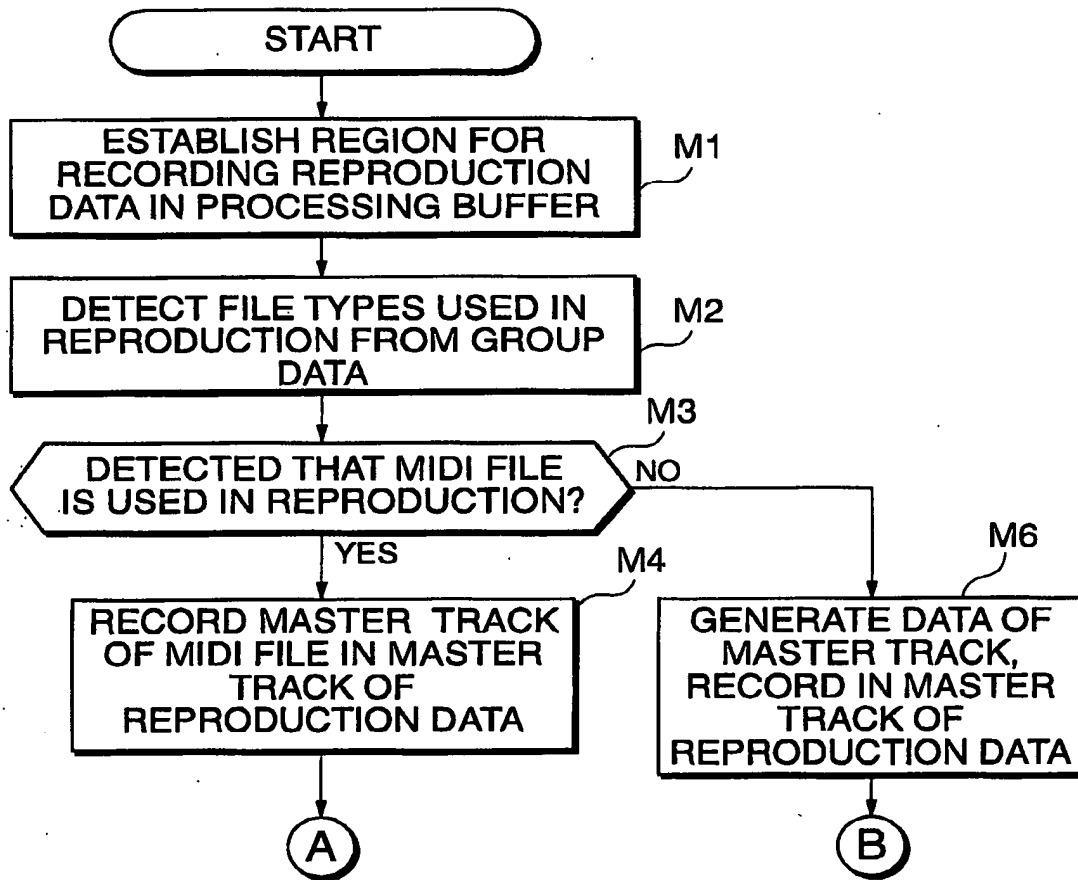 START
ESTABLISH REGION FOR
RECORDING REPRODUCTION
DATA IN PROCESSING BUFFER
M1
DETECT FILE TYPES USED IN
REPRODUCTION FROM GROUP
DATA
M2
DETECTED THAT MIDI FILE
IS USED IN REPRODUCTION?
M3
NO
YES
RECORD MASTER TRACK
OF MIDI FILE IN MASTER
TRACK OF
REPRODUCTION DATA
M4
GENERATE DATA OF
MASTER TRACK,
RECORD IN MASTER
TRACK OF
REPRODUCTION DATA
M6
A
B